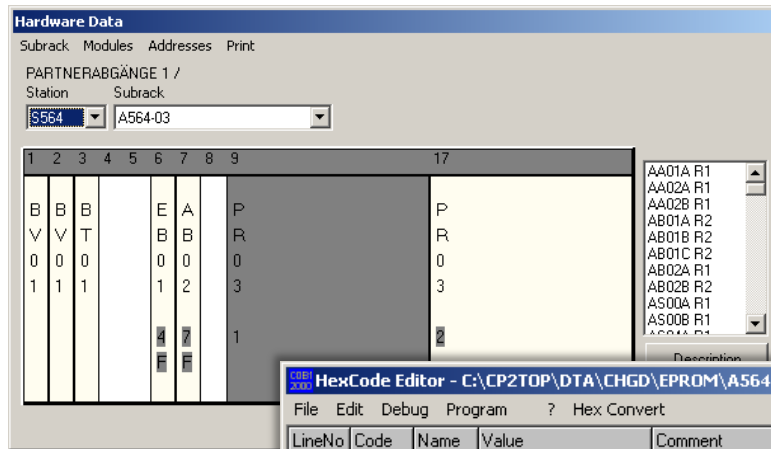 Hardware Data
Subrack Modules Addresses Print
PARTNERABGÄNGE 1 /
Station Subrack
S564 A564-03
1 2 3 4 5 6 7 8 9 17
B B B E A P P
V V T B B R R
0 0 0 0 0 0 0
1 1 1 1 2 3 3
4 7 1 2
F F
AA01A R1
AA02A R1
AA02B R1
AB01A R2
AB01B R2
AB01C R2
AB02A R1
AB02B R2
AS00A R1
AS00B R1
Description
COB1 2000 HexCode Editor - C:\CP2TOP\DTA\CHGD\EPROM\A564
File Edit Debug Program ? Hex Convert
LineNo Code Name Value Comment